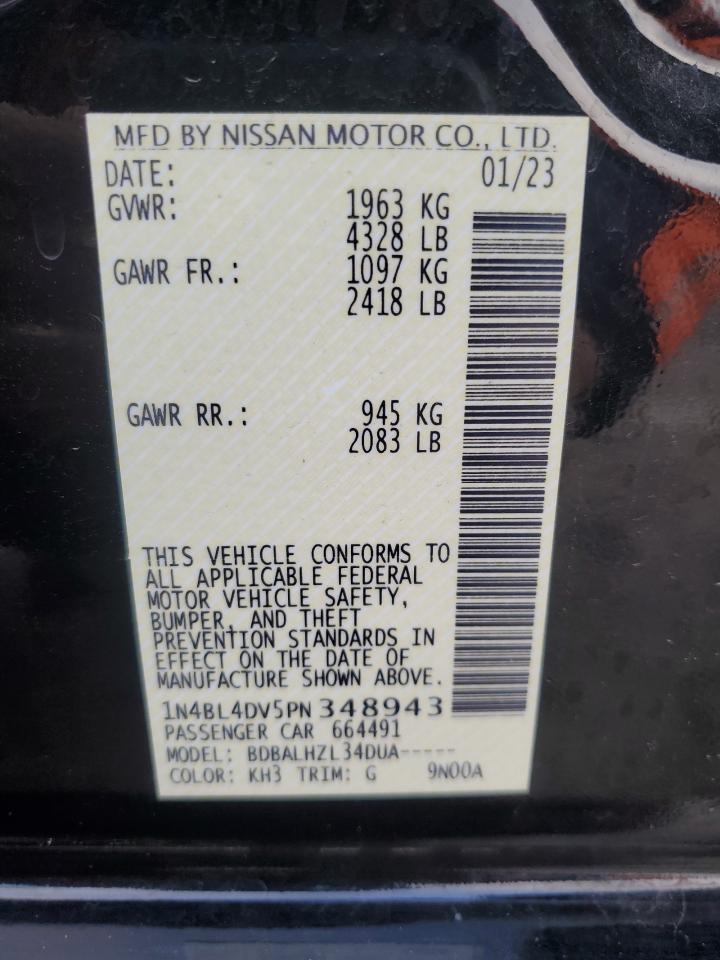 MFD BY NISSAN MOTOR CO., LTD.
DATE: 01/23
GVWR: 1963 KG
4328 LB
GAWR FR.: 1097 KG
2418 LB
GAWR RR.: 945 KG
2083 LB
THIS VEHICLE CONFORMS TO
ALL APPLICABLE FEDERAL
MOTOR VEHICLE SAFETY,
BUMPER, AND THEFT
PREVENTION STANDARDS IN
EFFECT ON THE DATE OF
MANUFACTURE SHOWN ABOVE.
1N4BL4DV5PN348943
PASSENGER CAR 664491
MODEL: BDBALHZL34DUA-----
COLOR: KH3 TRIM: G 9N00A